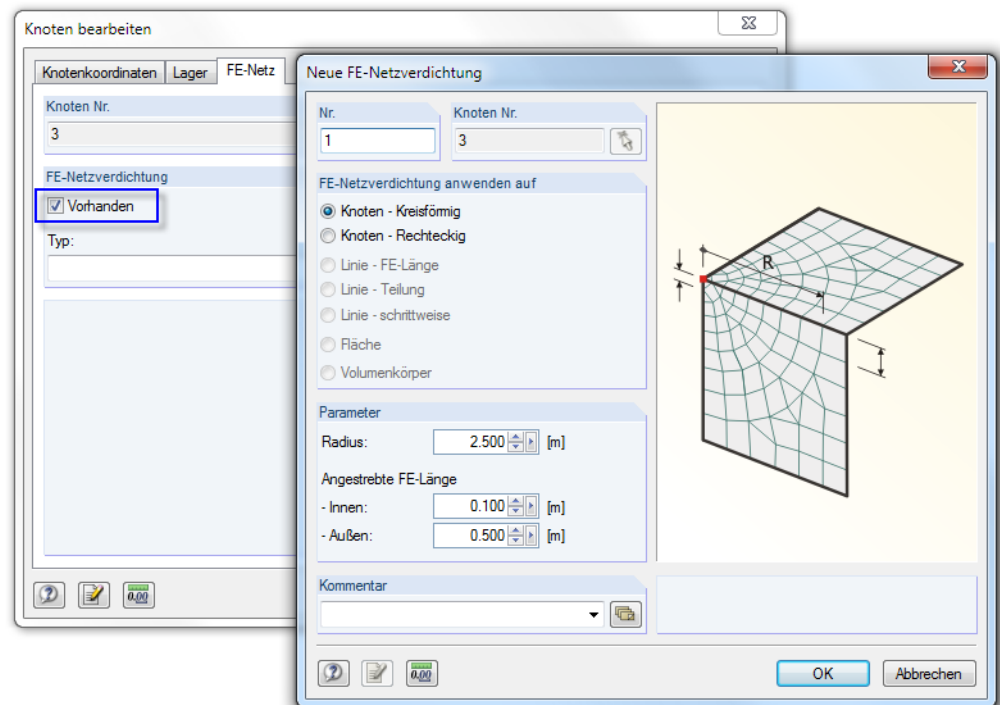 Knoten bearbeiten
Knotenkoordinaten Lager FE-Netz
Knoten Nr.
3
FE-Netzverdichtung
Vorhanden
Typ:
0.00
Neue FE-Netzverdichtung
Nr. Knoten Nr.
1 3
FE-Netzverdichtung anwenden auf
Knoten - Kreisförmig
Knoten - Rechteckig
Linie - FE-Länge
Linie - Teilung
Linie - schrittweise
Fläche
Volumenkörper
Parameter
Radius: 2.500 [m]
Angestrebte FE-Länge
- Innen: 0.100 [m]
- Außen: 0.500 [m]
Kommentar
R
0.00
OK Abbrechen